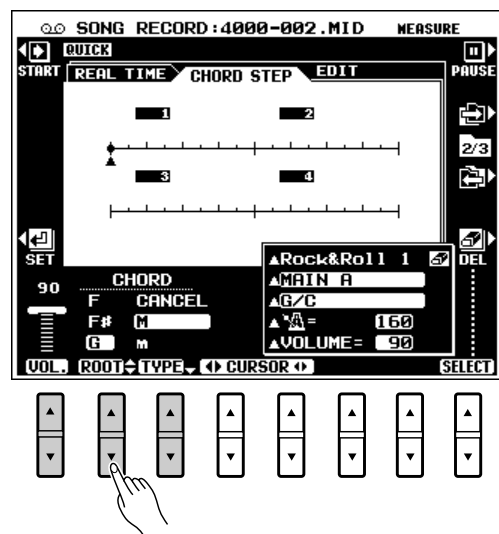 SONG RECORD:4000-002.MID MEASURE
QUICK
START REAL TIME CHORD STEP EDIT PAUSE
1 2
2/3
3 4
SET DEL
▲Rock&Roll 1
▲MAIN A
▲G/C
▲ = 160
▲VOLUME= 90
90 CHORD
F CANCEL
F# M
G m
VOL. ROOT TYPE CURSOR SELECT